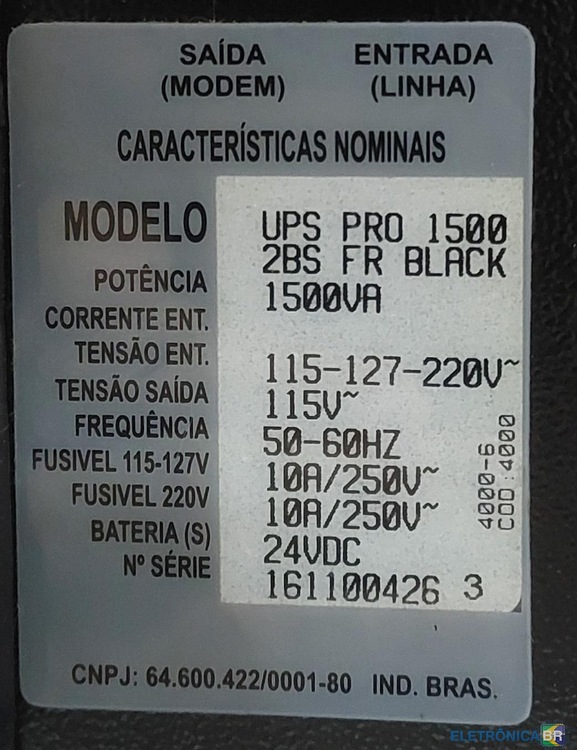 SAÍDA ENTRADA
(MODEM) (LINHA)
CARACTERÍSTICAS NOMINAIS
MODELO UPS PRO 1500
2BS FR BLACK
POTÊNCIA 1500VA
CORRENTE ENT.
TENSÃO ENT. 115-127-220V~
TENSÃO SAÍDA 115V~
FREQUÊNCIA 50-60HZ
FUSIVEL 115-127V 10A/250V~
FUSIVEL 220V 10A/250V~
BATERIA (S) 24VDC
Nº SÉRIE 161100426 3
4000-6
COD:4000
CNPJ: 64.600.422/0001-80 IND. BRAS.
ELETRÔNICABR